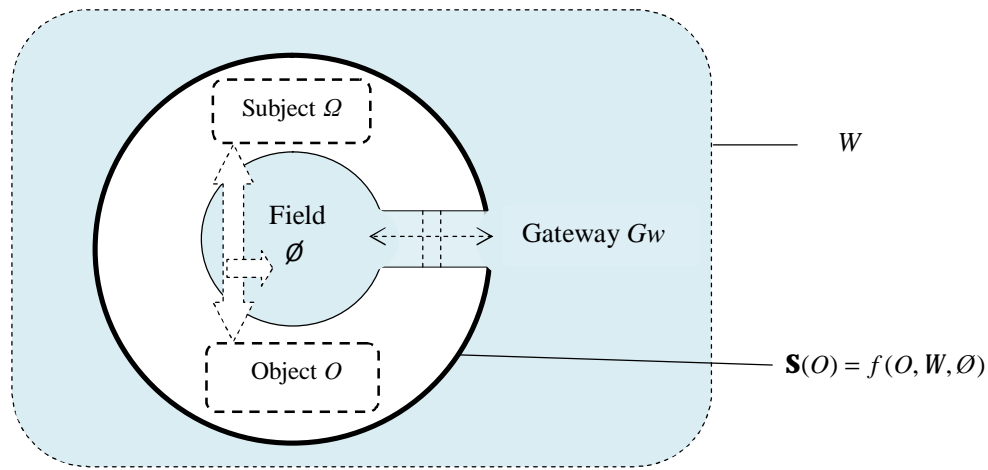 Subject Ω
W
Field
Ø
Gateway Gw
Object O
S(O) = f(O, W, Ø)